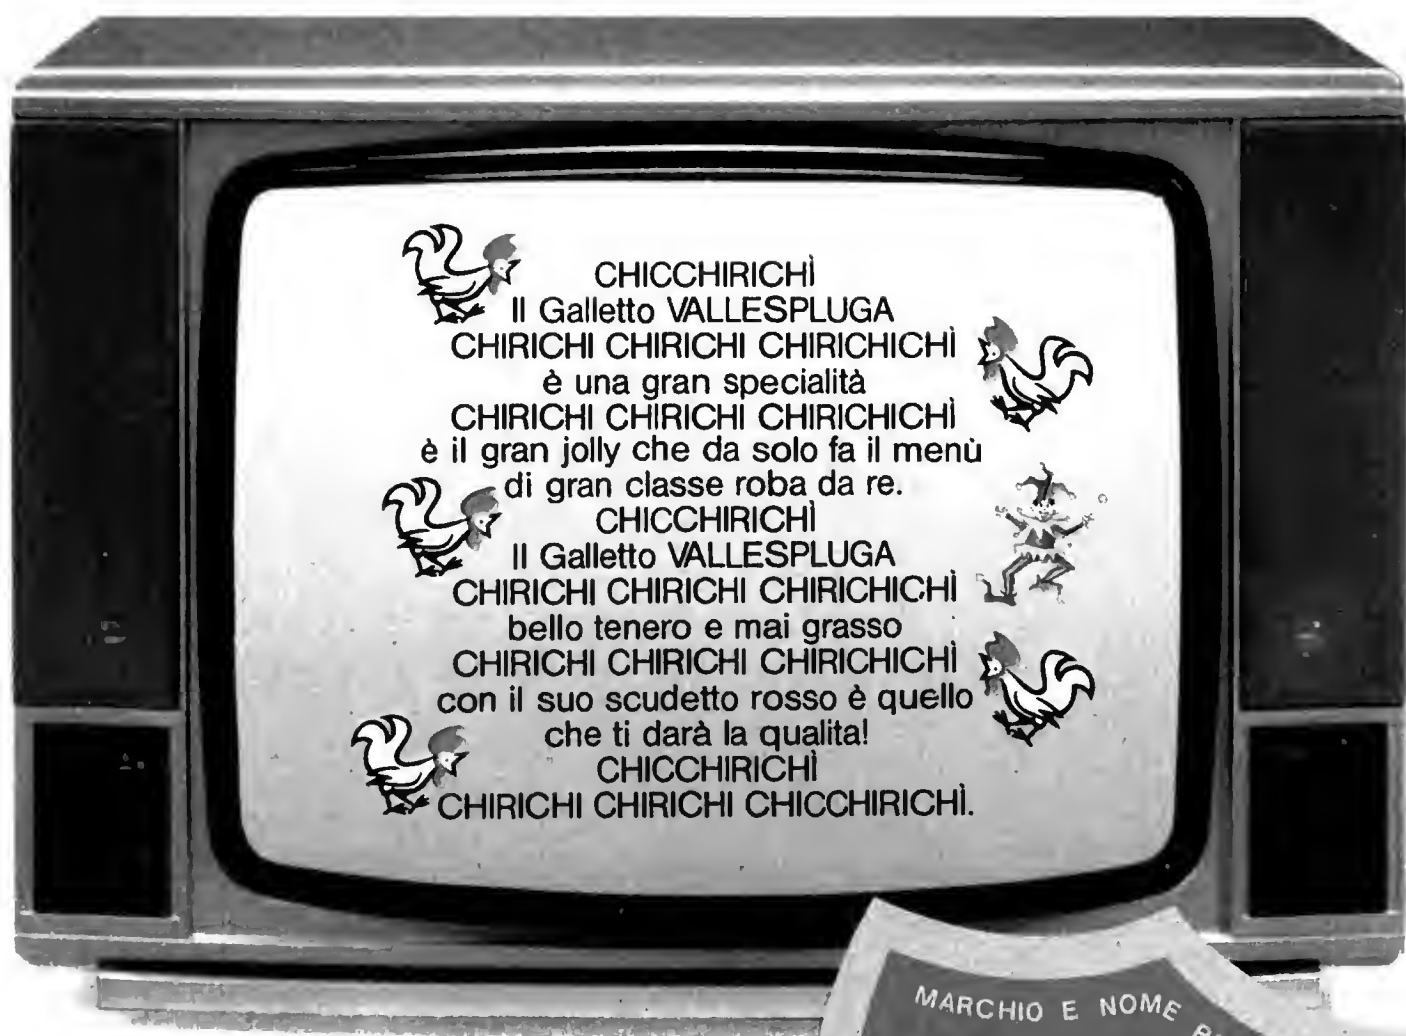 CHICCHIRICHÌ
Il Galletto VALLESPLUGA
CHIRICHI CHIRICHI CHIRICHICHÌ
è una gran specialità
CHIRICHI CHIRICHI CHIRICHICHÌ
è il gran jolly che da solo fa il menù
di gran classe roba da re.
CHICCHIRICHÌ
Il Galletto VALLESPLUGA
CHIRICHI CHIRICHI CHIRICHICHÌ
bello tenero e mai grasso
CHIRICHI CHIRICHI CHIRICHICHÌ
con il suo scudetto rosso è quello
che ti darà la qualita!
CHICCHIRICHÌ
CHIRICHI CHIRICHI CHICCHIRICHÌ.
MARCHIO E NOME